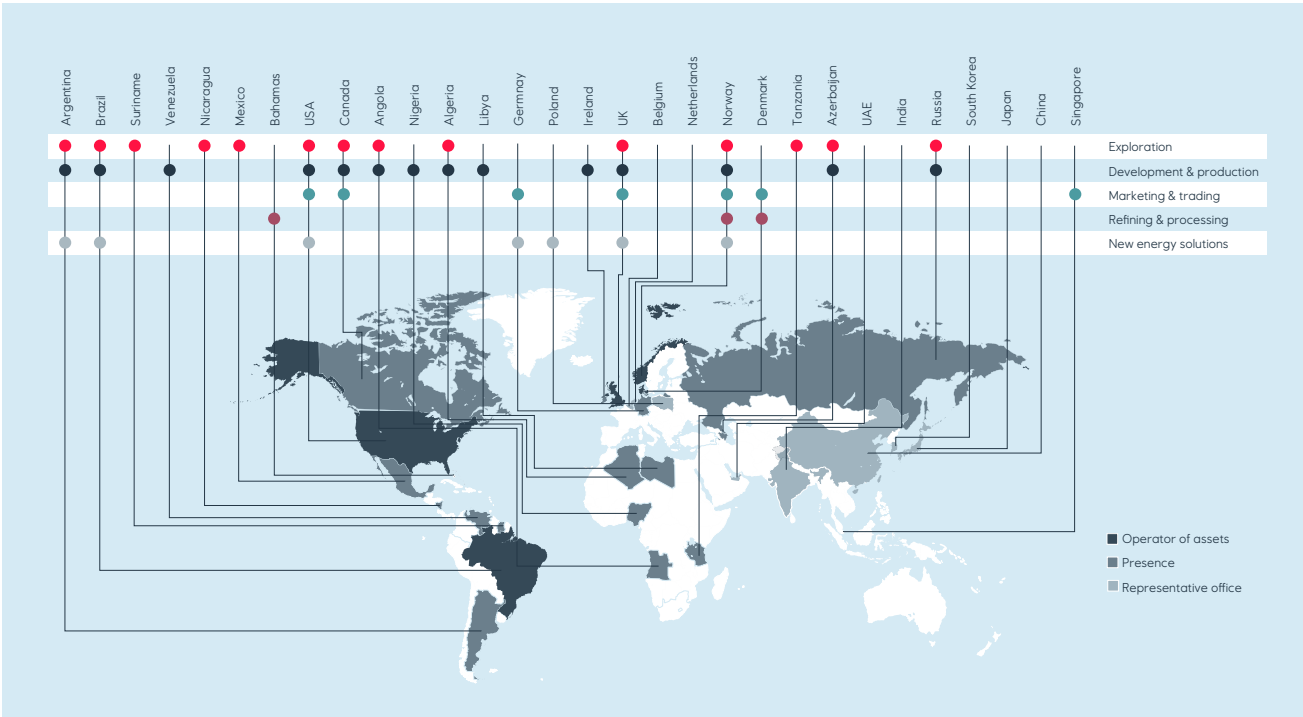 Argentina
Brazil
Suriname
Venezuela
Nicaragua
Mexico
Bahamas
USA
Canada
Angola
Nigeria
Algeria
Libya
Germnay
Poland
Ireland
UK
Belgium
Netherlands
Norway
Denmark
Tanzania
Azerbaijan
UAE
India
Russia
South Korea
Japan
China
Singapore
Exploration
Development & production
Marketing & trading
Refining & processing
New energy solutions
Operator of assets
Presence
Representative office